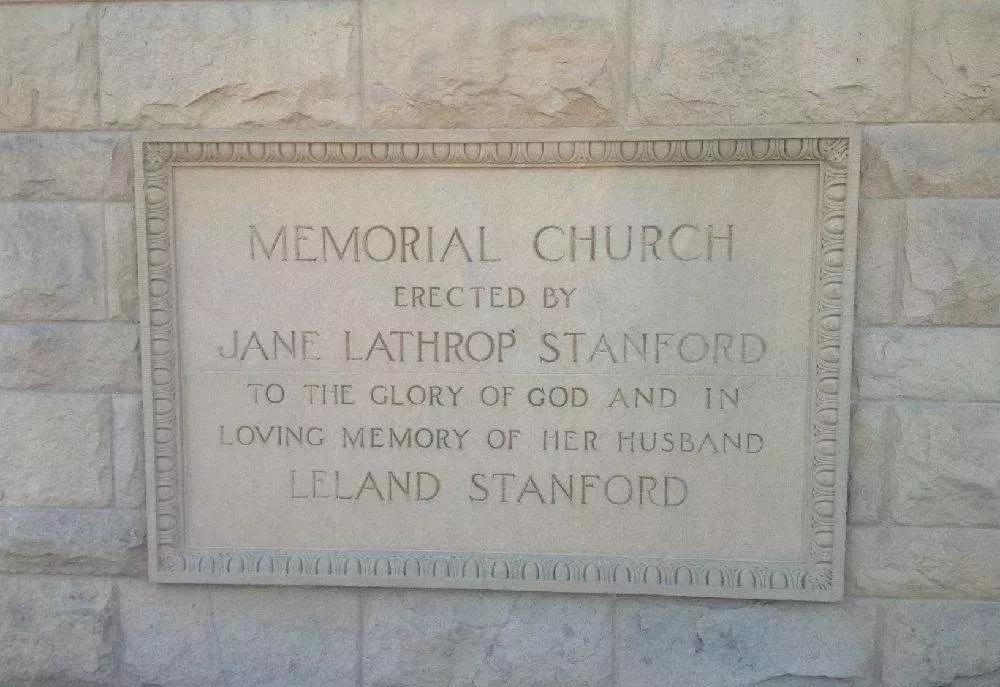 MEMORIAL CHURCH
ERECTED BY
JANE LATHROP STANFORD
TO THE GLORY OF GOD AND IN
LOVING MEMORY OF HER HUSBAND
LELAND STANFORD